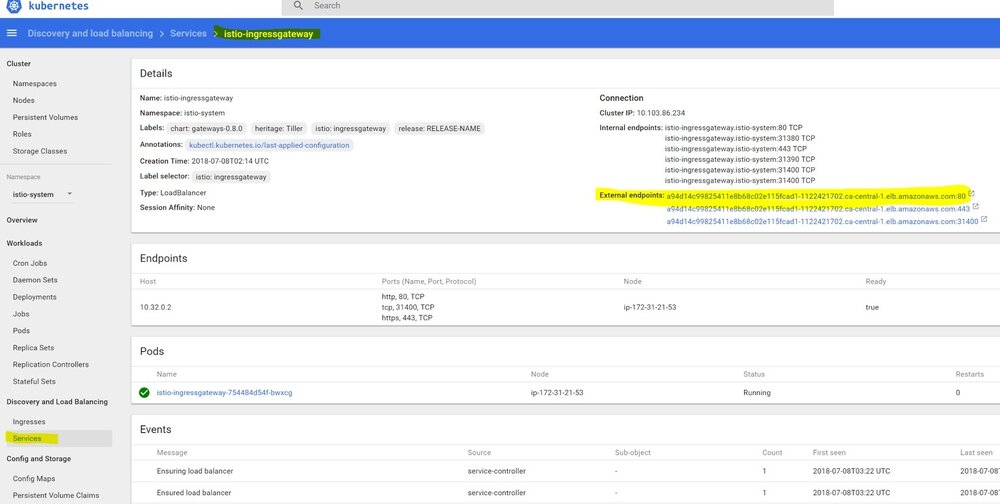 kubernetes
Search
Discovery and load balancing > Services > istio-ingressgateway
Cluster
Namespaces
Nodes
Persistent Volumes
Roles
Storage Classes
Namespace
istio-system
Overview
Workloads
Cron Jobs
Daemon Sets
Deployments
Jobs
Pods
Replica Sets
Replication Controllers
Stateful Sets
Discovery and Load Balancing
Ingresses
Services
Config and Storage
Config Maps
Persistent Volume Claims
Details
Name: istio-ingressgateway
Namespace: istio-system
Labels: chart: gateways-0.8.0 heritage: Tiller istio: ingressgateway release: RELEASE-NAME
Annotations: kubectl.kubernetes.io/last-applied-configuration
Creation Time: 2018-07-08T02:14 UTC
Label selector: istio: ingressgateway
Type: LoadBalancer
Session Affinity: None
Connection
Cluster IP: 10.103.86.234
Internal endpoints: istio-ingressgateway.istio-system:80 TCP
istio-ingressgateway.istio-system:31380 TCP
istio-ingressgateway.istio-system:443 TCP
istio-ingressgateway.istio-system:31390 TCP
istio-ingressgateway.istio-system:31400 TCP
istio-ingressgateway.istio-system:31400 TCP
External endpoints: a94d14c99825411e8b68c02e115fcad1-1122421702.ca-central-1.elb.amazonaws.com:80
a94d14c99825411e8b68c02e115fcad1-1122421702.ca-central-1.elb.amazonaws.com:443
a94d14c99825411e8b68c02e115fcad1-1122421702.ca-central-1.elb.amazonaws.com:31400
Endpoints
Host Ports (Name, Port, Protocol) Node Ready
http, 80, TCP
10.32.0.2 tcp, 31400, TCP ip-172-31-21-53 true
https, 443, TCP
Pods
Name Node Status Restarts
istio-ingressgateway-754484d54f-bwxcg ip-172-31-21-53 Running 0
Events
Message Source Sub-object Count First seen Last seen
Ensuring load balancer service-controller - 1 2018-07-08T03:22 UTC 2018-07-08T
Ensured load balancer service-controller - 1 2018-07-08T03:22 UTC 2018-07-08T